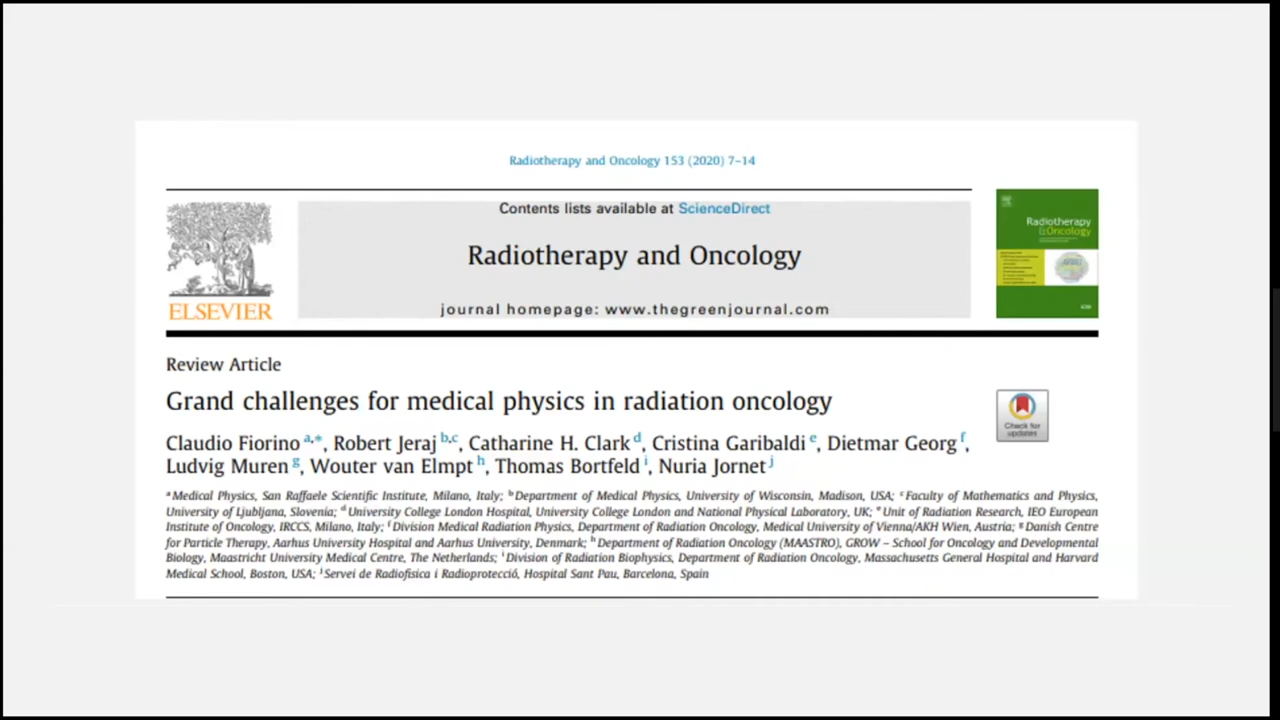 Radiotherapy and Oncology 153 (2020) 7–14
Contents lists available at ScienceDirect
Radiotherapy and Oncology
journal homepage: www.thegreenjournal.com
ELSEVIER
Radiotherapy
&Oncology
Review Article
Grand challenges for medical physics in radiation oncology
Check for
updates
Claudio Fiorino a,*, Robert Jeraj b,c, Catharine H. Clark d, Cristina Garibaldi e, Dietmar Georg f,
Ludvig Muren g, Wouter van Elmpt h, Thomas Bortfeld i, Nuria Jornet j
a Medical Physics, San Raffaele Scientific Institute, Milano, Italy; b Department of Medical Physics, University of Wisconsin, Madison, USA; c Faculty of Mathematics and Physics,
University of Ljubljana, Slovenia; d University College London Hospital, University College London and National Physical Laboratory, UK; e Unit of Radiation Research, IEO European
Institute of Oncology, IRCCS, Milano, Italy; f Division Medical Radiation Physics, Department of Radiation Oncology, Medical University of Vienna/AKH Wien, Austria; g Danish Centre
for Particle Therapy, Aarhus University Hospital and Aarhus University, Denmark; h Department of Radiation Oncology (MAASTRO), GROW – School for Oncology and Developmental
Biology, Maastricht University Medical Centre, The Netherlands; i Division of Radiation Biophysics, Department of Radiation Oncology, Massachusetts General Hospital and Harvard
Medical School, Boston, USA; j Servei de Radiofísica i Radioprotecció, Hospital Sant Pau, Barcelona, Spain